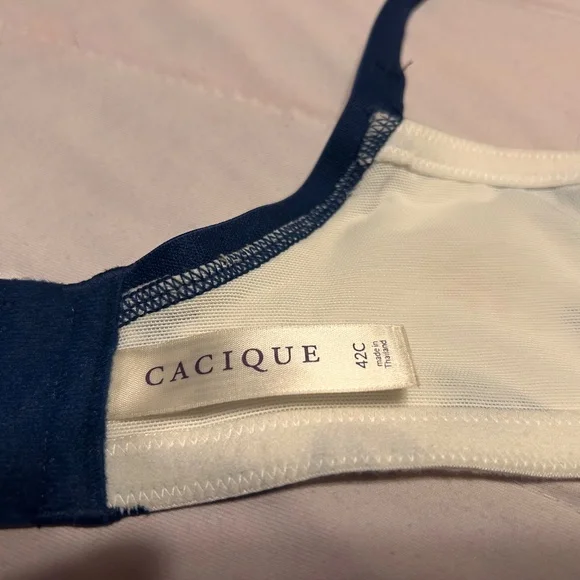 CACIQUE
42C
made in
Thailand